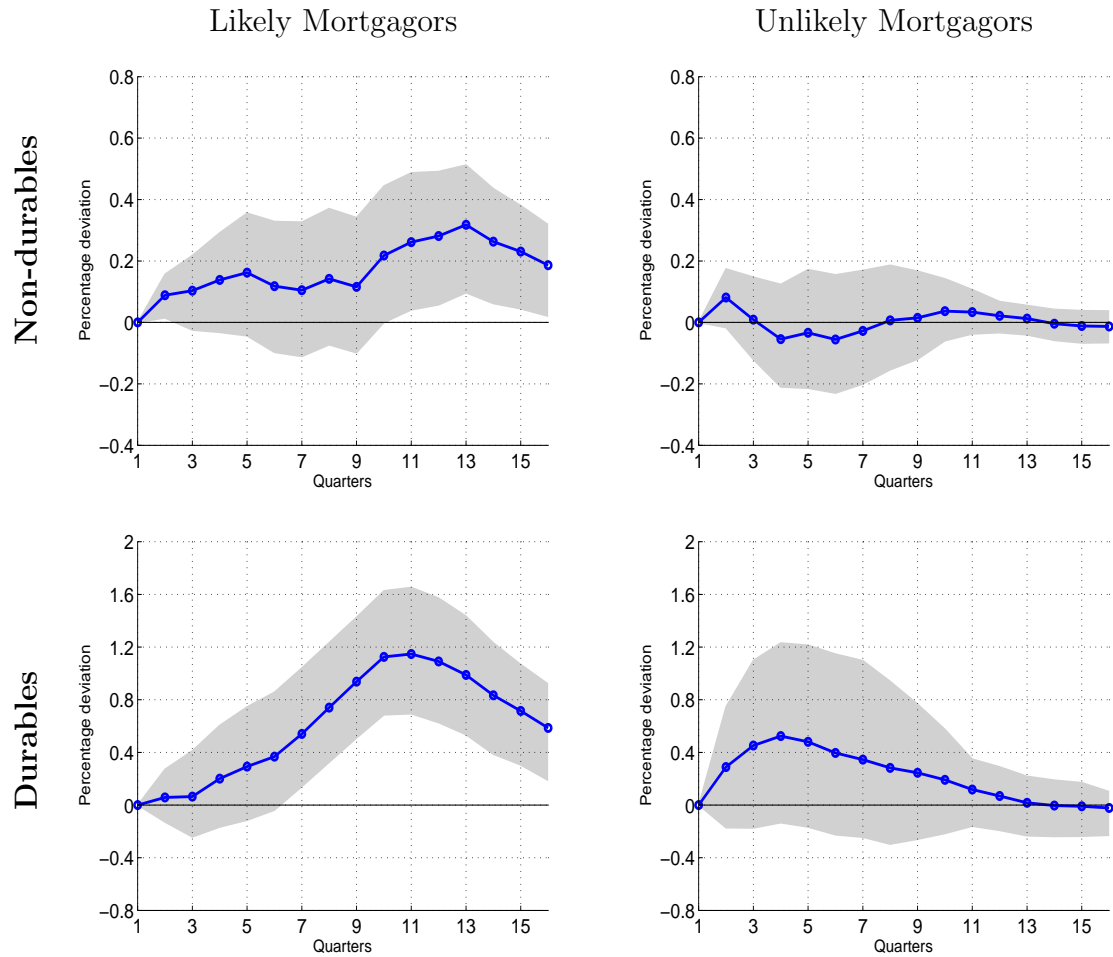 Likely Mortgagors
Unlikely Mortgagors
Non-durables
Percentage deviation
0.8
0.6
0.4
0.2
0
−0.2
−0.4
1 3 5 7 9 11 13 15
Quarters
Percentage deviation
0.8
0.6
0.4
0.2
0
−0.2
−0.4
1 3 5 7 9 11 13 15
Quarters
Durables
Percentage deviation
2
1.6
1.2
0.8
0.4
0
−0.4
−0.8
1 3 5 7 9 11 13 15
Quarters
Percentage deviation
2
1.6
1.2
0.8
0.4
0
−0.4
−0.8
1 3 5 7 9 11 13 15
Quarters